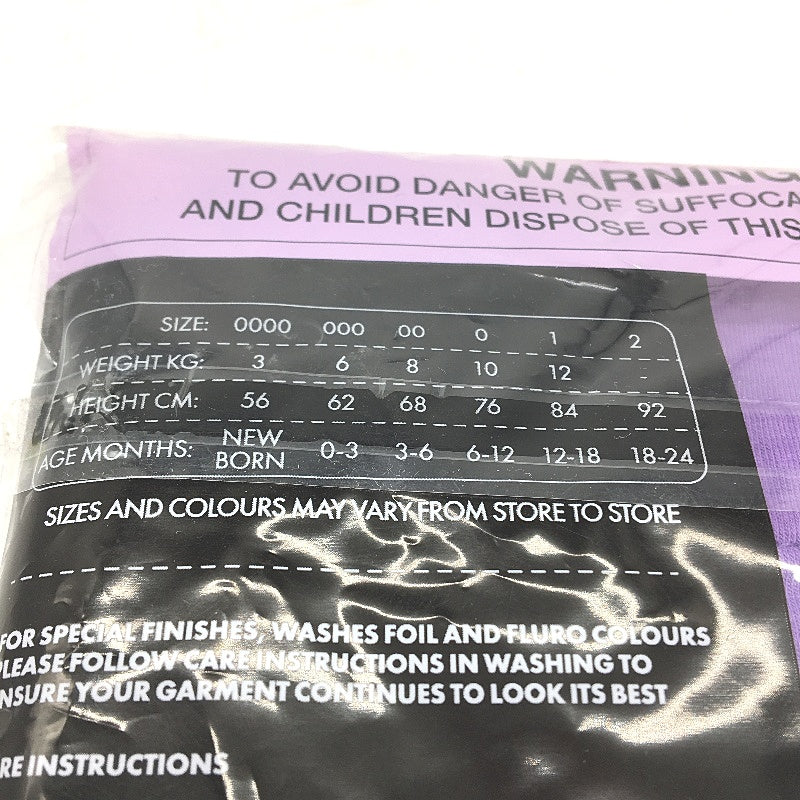 WARNING
TO AVOID DANGER OF SUFFOCA
AND CHILDREN DISPOSE OF THIS
SIZE: 0000 000 00 0 1 2
WEIGHT KG: 3 6 8 10 12 -
HEIGHT CM: 56 62 68 76 84 92
AGE MONTHS: NEW BORN 0-3 3-6 6-12 12-18 18-24
SIZES AND COLOURS MAY VARY FROM STORE TO STORE
FOR SPECIAL FINISHES, WASHES FOIL AND FLURO COLOURS
PLEASE FOLLOW CARE INSTRUCTIONS IN WASHING TO
ENSURE YOUR GARMENT CONTINUES TO LOOK ITS BEST
RE INSTRUCTIONS